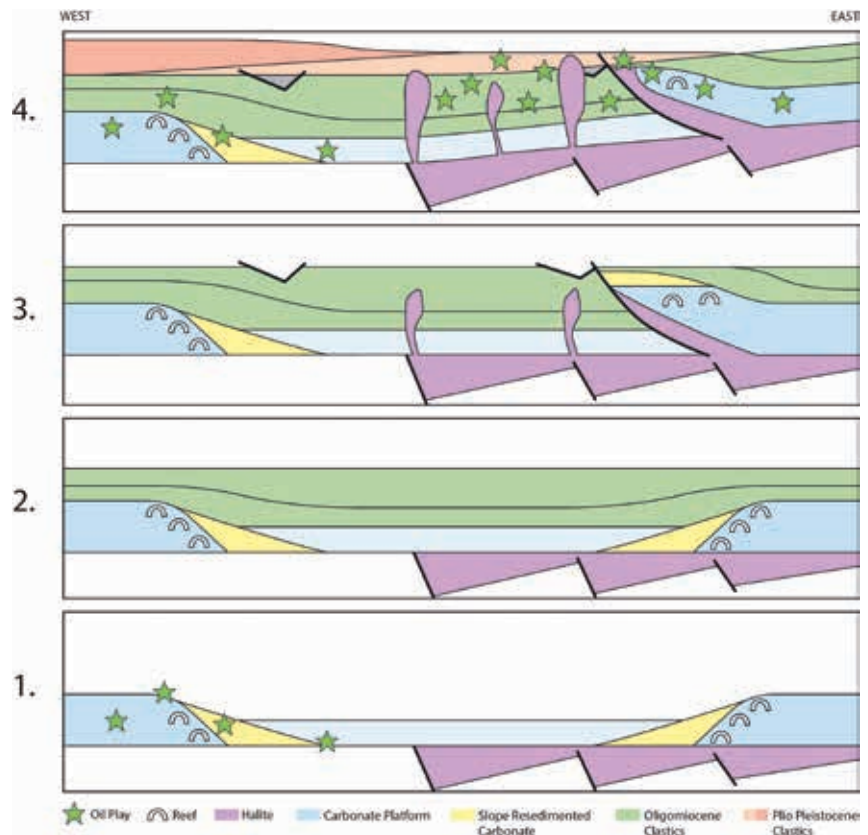 WEST EAST
4.
3.
2.
1.
Oil Play Reef Halite Carbonate Platform Slope Resedimented Carbonate Oligomiocene Clastics Plio Pleistocene Clastics